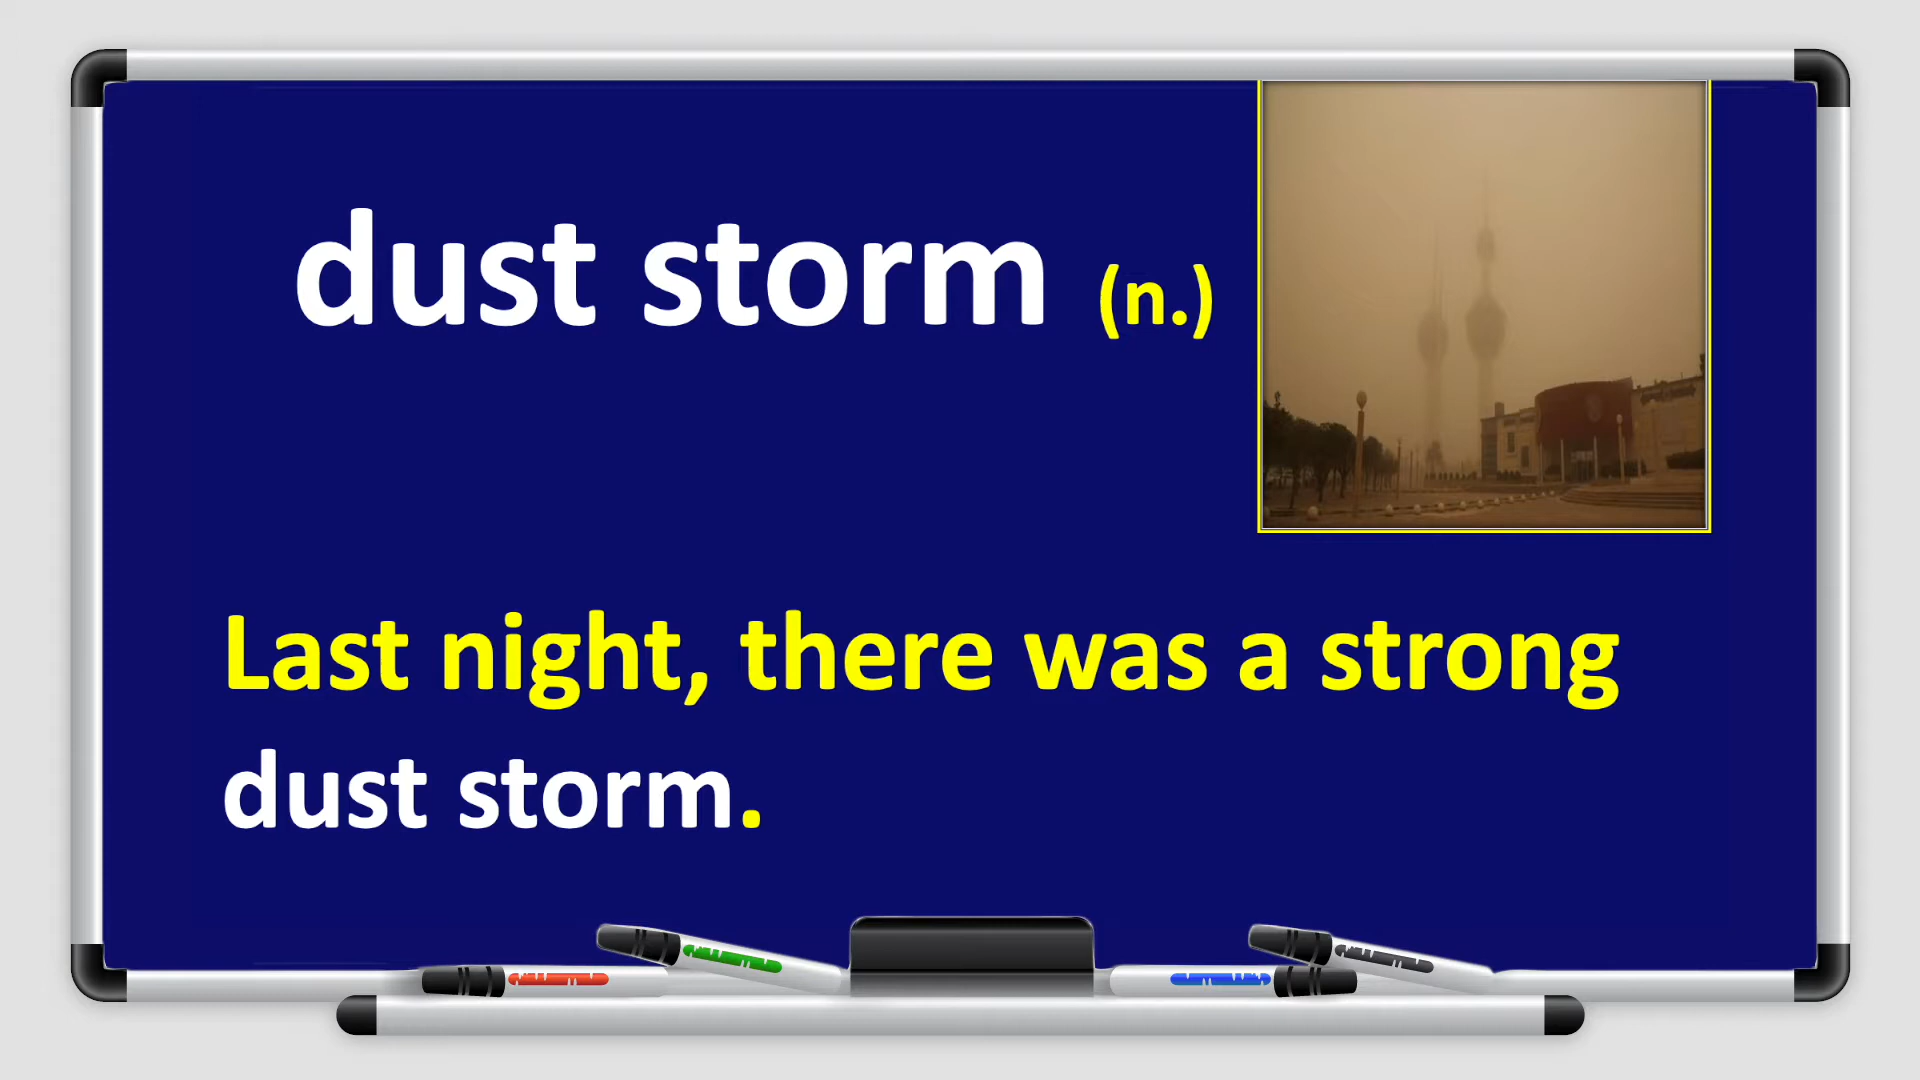 dust storm (n.)
Last night, there was a strong
dust storm.